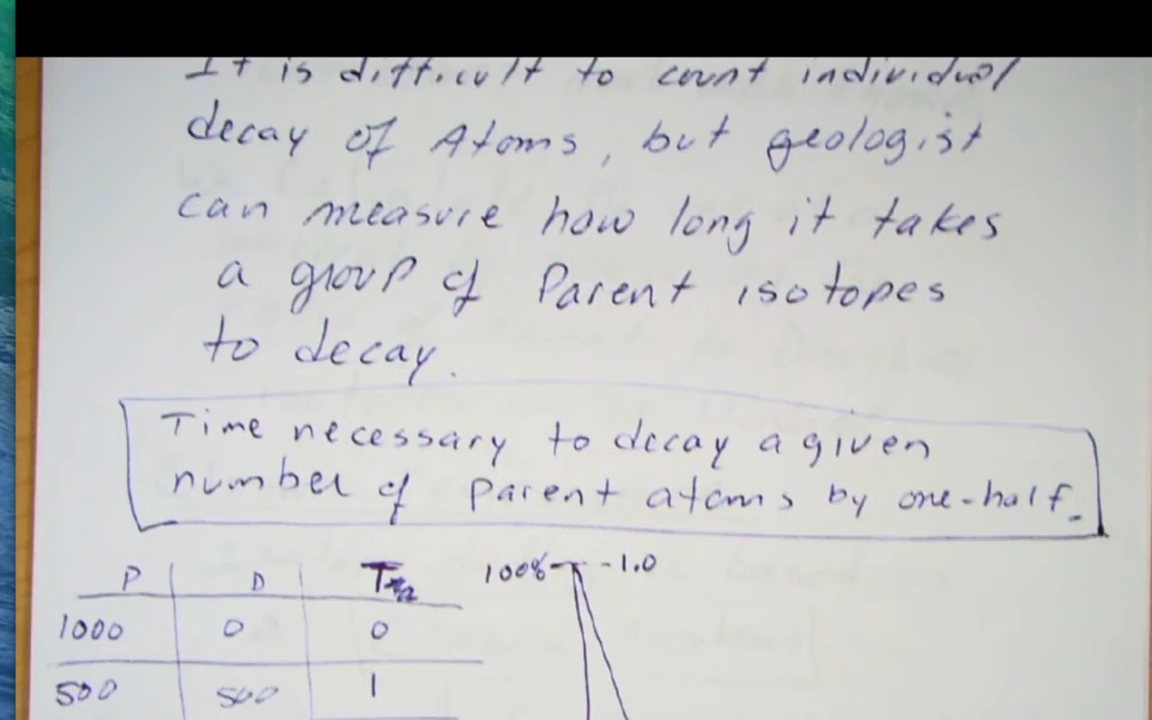 It is difficult to count individual
decay of Atoms, but geologist
can measure how long it takes
a group of Parent isotopes
to decay.
Time necessary to decay a given
number of parent atoms by one-half.
P D T1/2
1000 0 0
500 500 1
100% - 1.0